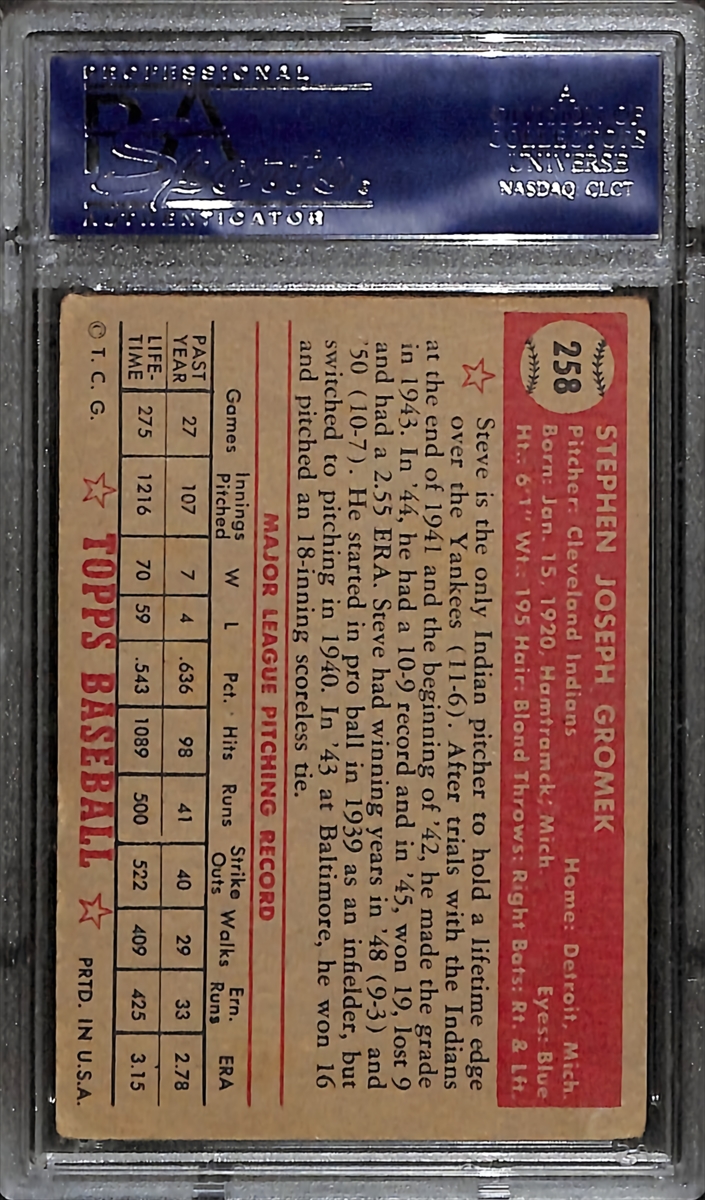 PROFESSIONAL
PSA
Sports
AUTHENTICATOR
A
DIVISION OF
COLLECTORS
UNIVERSE
NASDAQ CLCT
258
STEPHEN JOSEPH GROMEK
Pitcher: Cleveland Indians Home: Detroit, Mich.
Born: Jan. 15, 1920, Hamtramck, Mich. Eyes: Blue
Ht.: 6'1" Wt.: 195 Hair: Blond Throws: Right Bats: Rt. & Lft.
Steve is the only Indian pitcher to hold a lifetime edge
over the Yankees (11-6). After trials with the Indians
at the end of 1941 and the beginning of '42, he made the grade
in 1943. In '44, he had a 10-9 record and in '45, won 19, lost 9
and had a 2.55 ERA. Steve had winning years in '48 (9-3) and
'50 (10-7). He started in pro ball in 1939 as an infielder, but
switched to pitching in 1940. In '43 at Baltimore, he won 16
and pitched an 18-inning scoreless tie.
MAJOR LEAGUE PITCHING RECORD
Games Innings Pitched W L Pct. Hits Runs Strike Outs Walks Ern. Runs ERA
PAST YEAR 27 107 7 4 .636 98 41 40 29 33 2.78
LIFE-TIME 275 1216 70 59 .543 1089 500 522 409 425 3.15
© T. C. G. TOPPS BASEBALL PRTD. IN U.S.A.